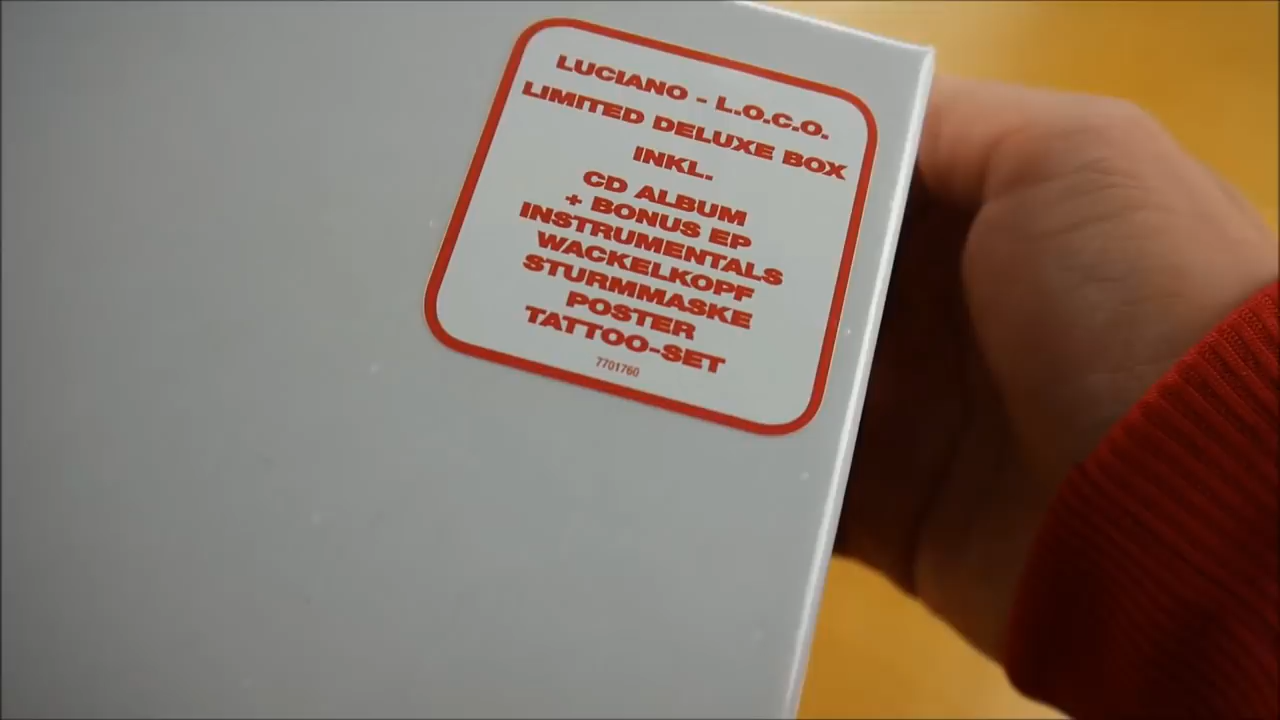 LUCIANO - L.O.C.O.
LIMITED DELUXE BOX
INKL.
CD ALBUM
+ BONUS EP
INSTRUMENTALS
WACKELKOPF
STURMMASKE
POSTER
TATTOO-SET
7701760